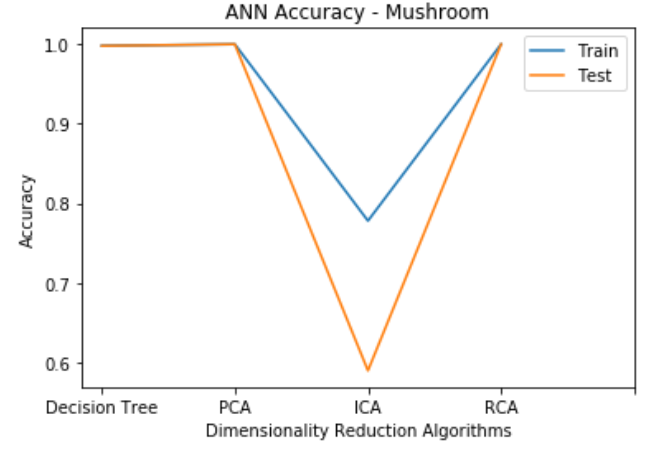 ANN Accuracy - Mushroom
Accuracy
1.0
0.9
0.8
0.7
0.6
Train
Test
Decision Tree PCA ICA RCA
Dimensionality Reduction Algorithms